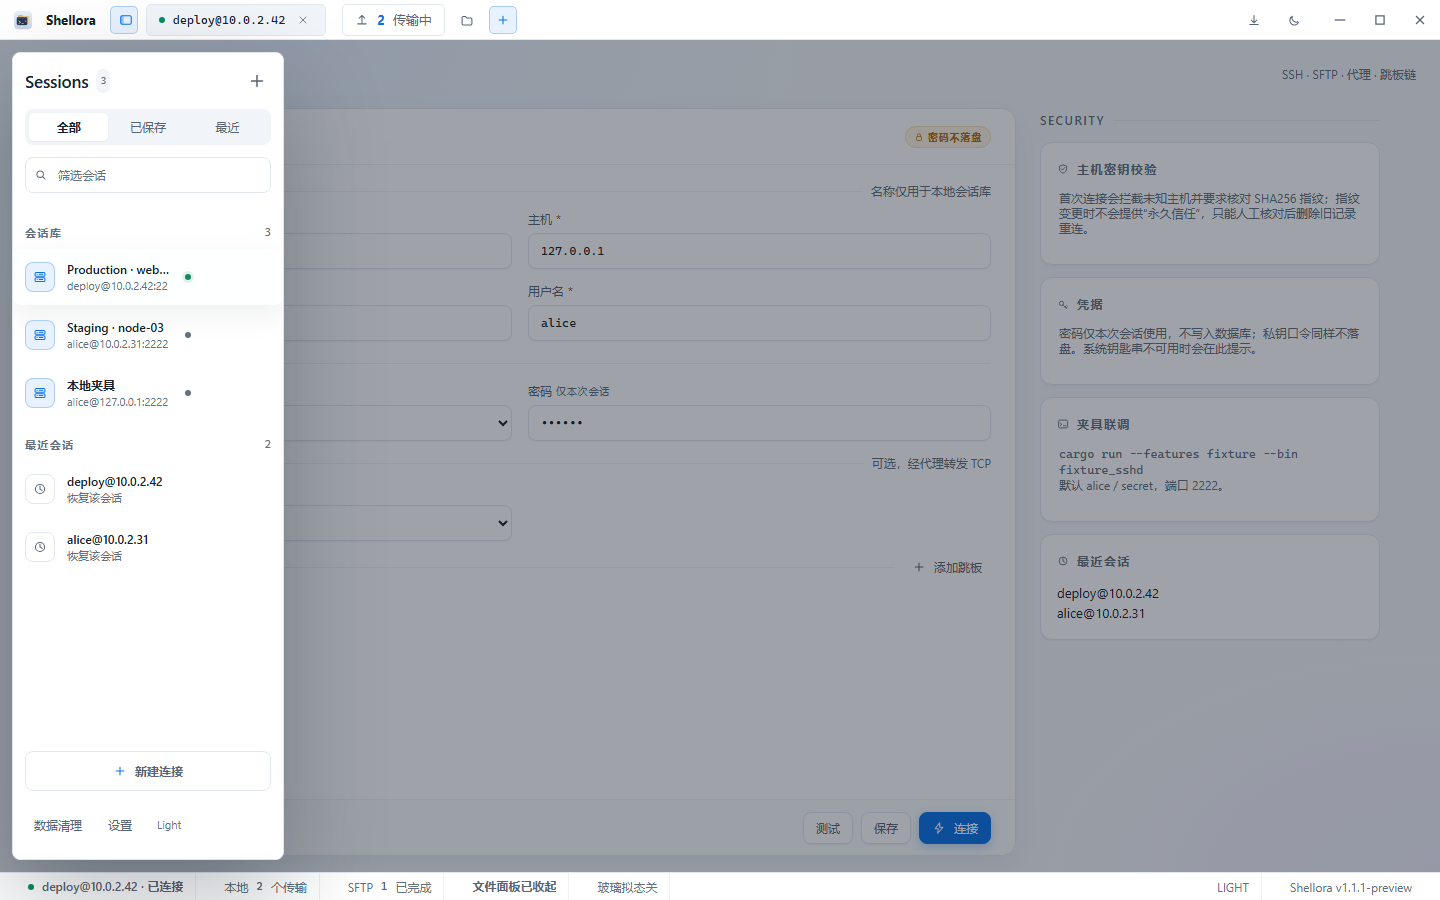 Shellora
deploy@10.0.2.42
2 传输中
SSH · SFTP · 代理 · 跳板链
Sessions 3
全部 已保存 最近
筛选会话
会话库 3
Production · web...
deploy@10.0.2.42:22
Staging · node-03
alice@10.0.2.31:2222
本地夹具
alice@127.0.0.1:2222
最近会话 2
deploy@10.0.2.42
恢复该会话
alice@10.0.2.31
恢复该会话
新建连接
数据清理 设置 Light
密码不落盘
名称仅用于本地会话库
主机 *
127.0.0.1
用户名 *
alice
密码 仅本次会话
••••••
可选，经代理转发 TCP
添加跳板
测试 保存 连接
SECURITY
主机密钥校验
首次连接会拦截未知主机并要求核对 SHA256 指纹；指纹
变更时不会提供“永久信任”，只能人工核对后删除旧记录
重连。
凭据
密码仅本次会话使用，不写入数据库；私钥口令同样不落
盘。系统钥匙串不可用时会在此提示。
夹具联调
cargo run --features fixture --bin
fixture_sshd
默认 alice / secret，端口 2222。
最近会话
deploy@10.0.2.42
alice@10.0.2.31
deploy@10.0.2.42 · 已连接
本地 2 个传输
SFTP 1 已完成
文件面板已收起
玻璃拟态关
LIGHT
Shellora v1.1.1-preview